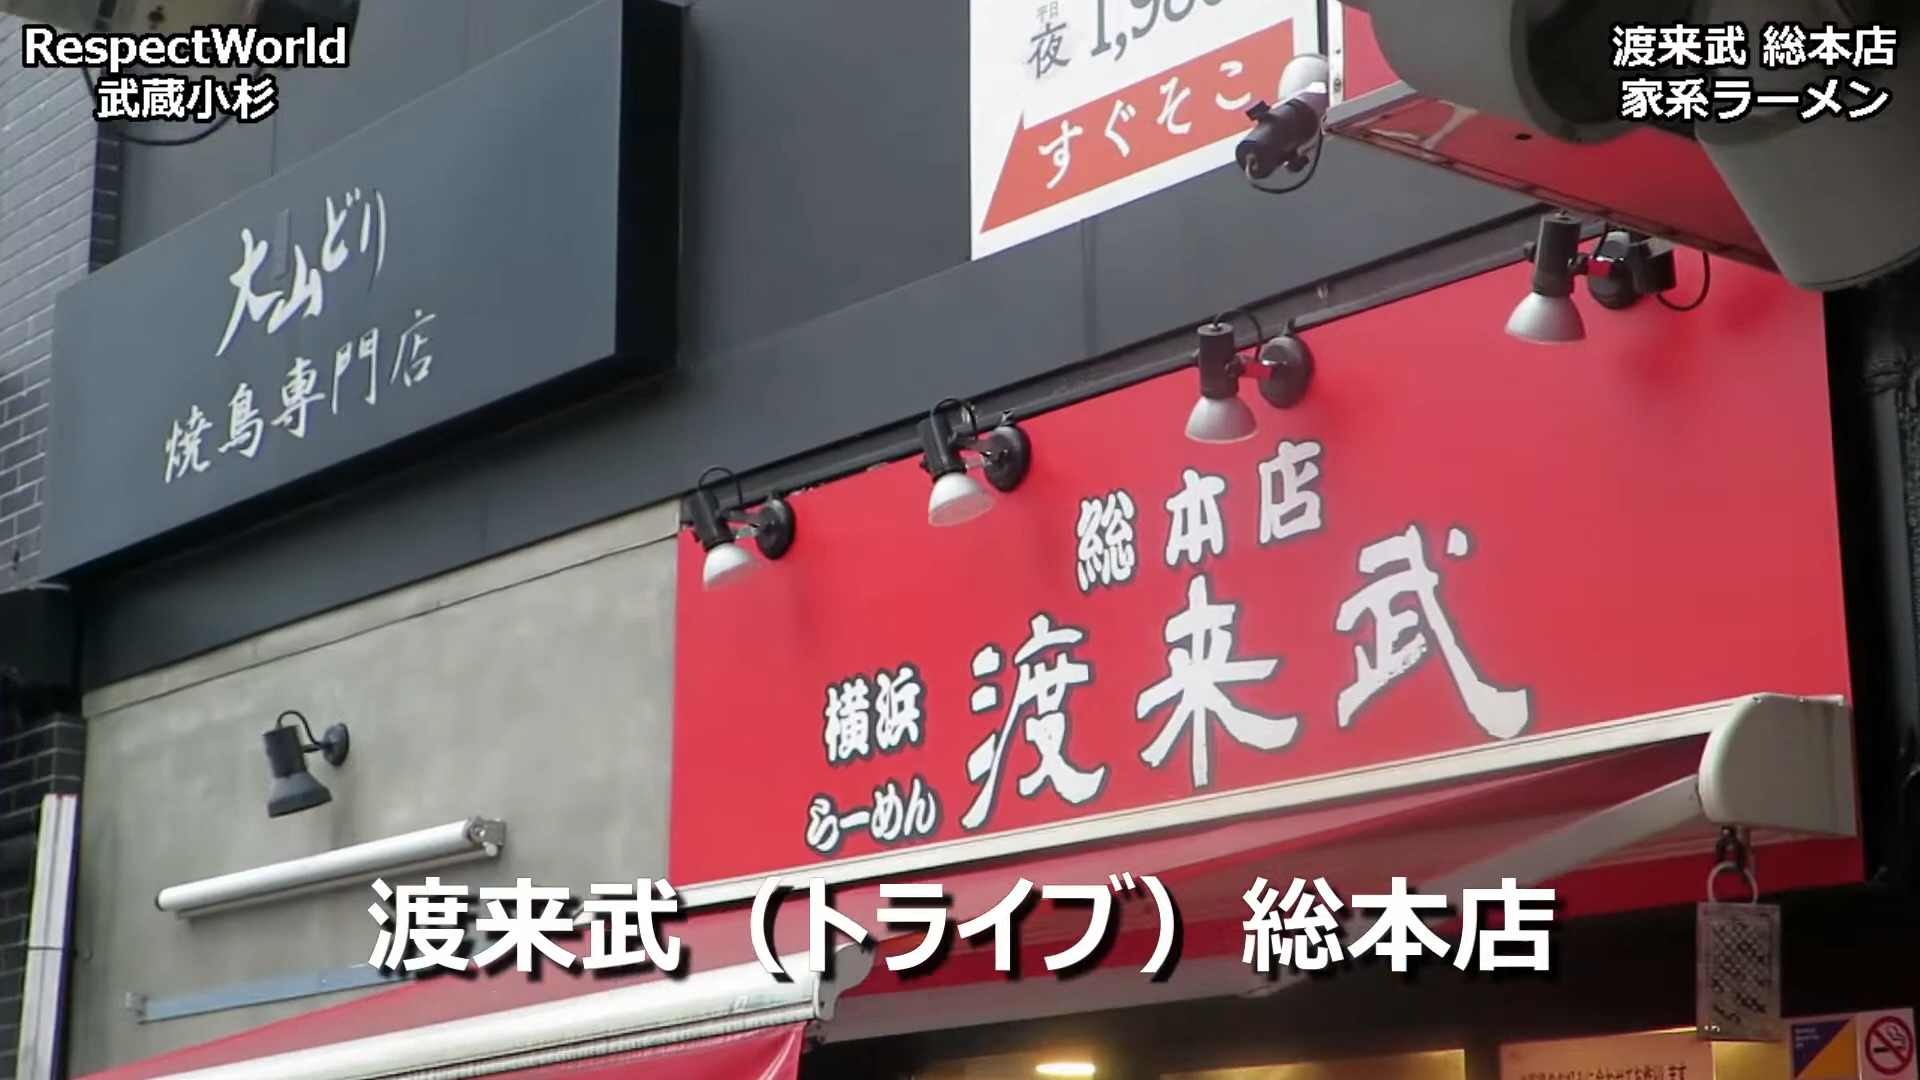 RespectWorld
武蔵小杉
渡来武 総本店
家系ラーメン
平日
夜
すぐそこ
大山どり
焼鳥専門店
総本店
横浜
らーめん
渡来武
渡来武（トライブ）総本店